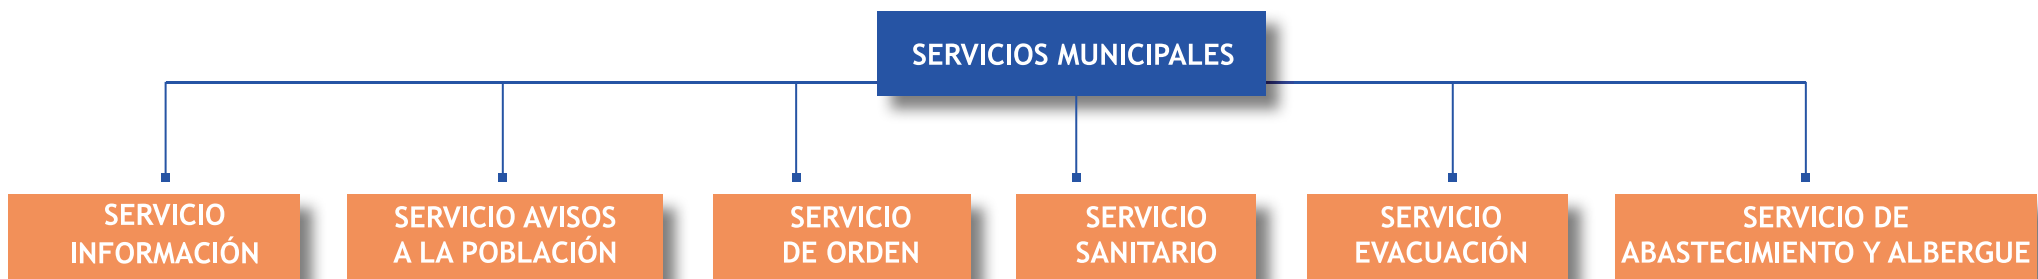 SERVICIOS MUNICIPALES
SERVICIO
INFORMACIÓN
SERVICIO AVISOS
A LA POBLACIÓN
SERVICIO
DE ORDEN
SERVICIO
SANITARIO
SERVICIO
EVACUACIÓN
SERVICIO DE
ABASTECIMIENTO Y ALBERGUE